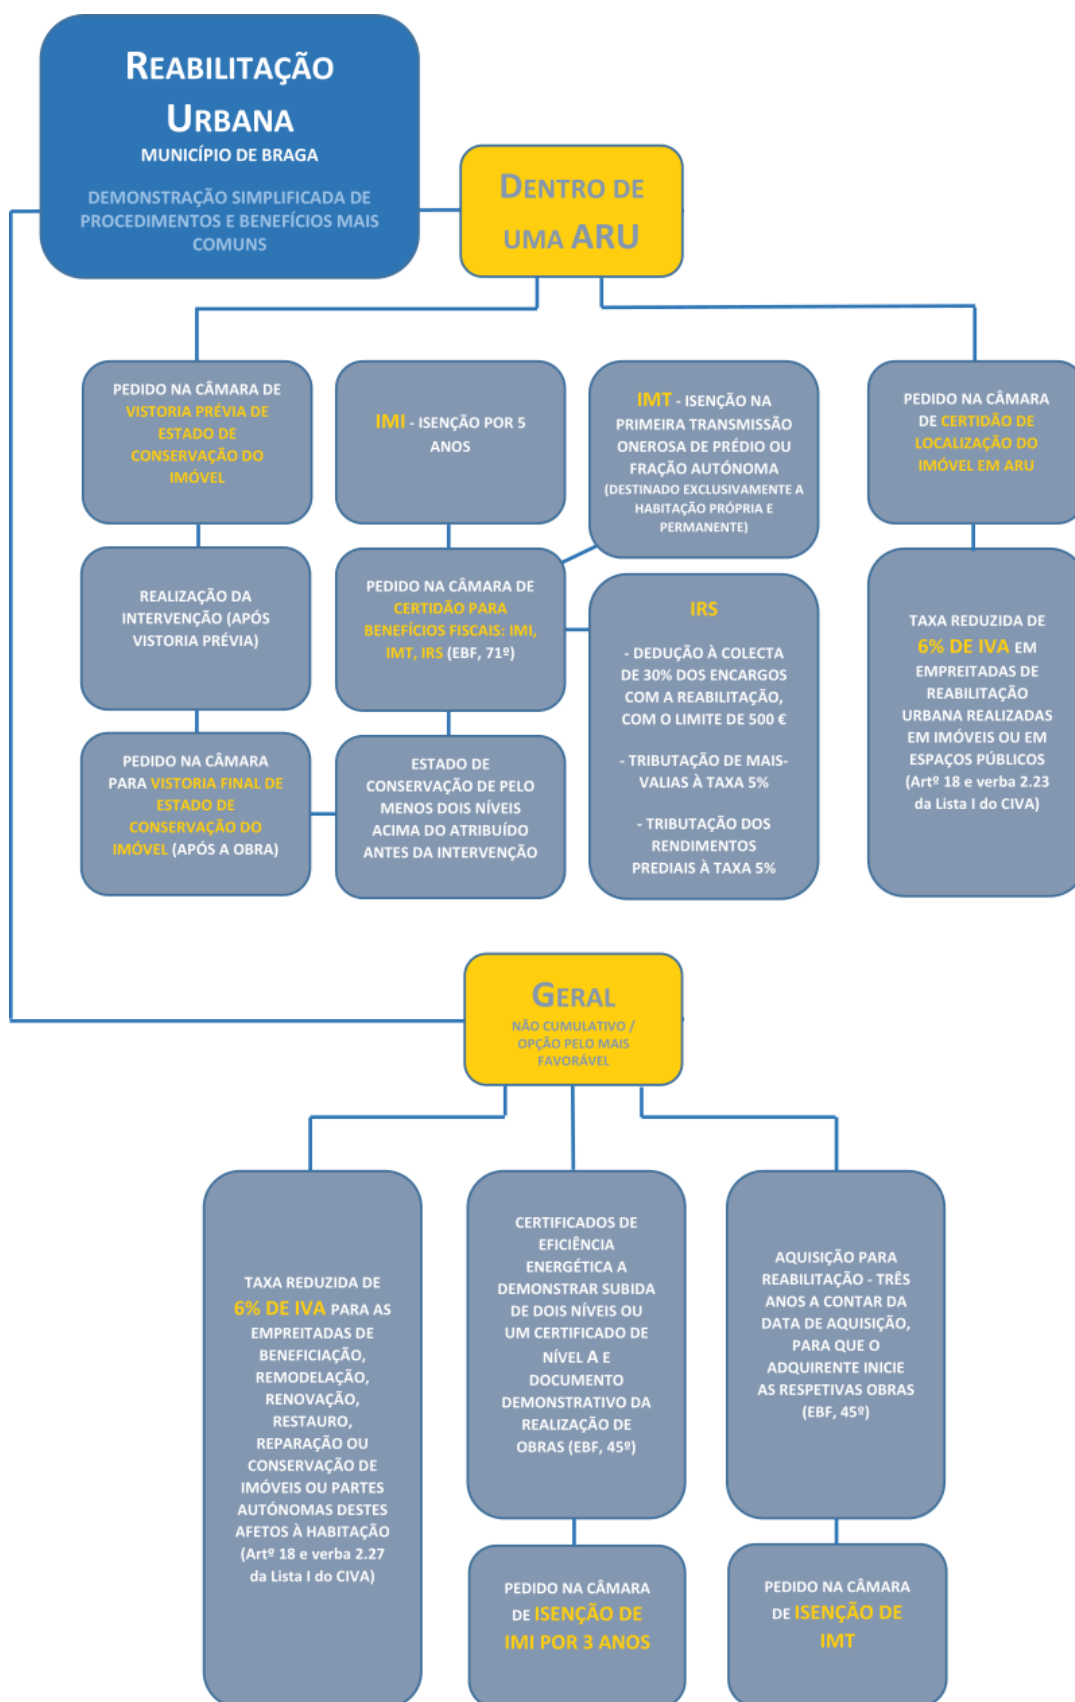 REABILITAÇÃO
URBANA
MUNICÍPIO DE BRAGA
DEMONSTRAÇÃO SIMPLIFICADA DE
PROCEDIMENTOS E BENEFÍCIOS MAIS
COMUNS
DENTRO DE
UMA ARU
PEDIDO NA CÂMARA DE
VISTORIA PRÉVIA DE
ESTADO DE
CONSERVAÇÃO DO
IMÓVEL
IMI - ISENÇÃO POR 5
ANOS
IMT - ISENÇÃO NA
PRIMEIRA TRANSMISSÃO
ONEROSA DE PRÉDIO OU
FRAÇÃO AUTÓNOMA
(DESTINADO EXCLUSIVAMENTE A
HABITAÇÃO PRÓPRIA E
PERMANENTE)
PEDIDO NA CÂMARA
DE CERTIDÃO DE
LOCALIZAÇÃO DO
IMÓVEL EM ARU
REALIZAÇÃO DA
INTERVENÇÃO (APÓS
VISTORIA PRÉVIA)
PEDIDO NA CÂMARA DE
CERTIDÃO PARA
BENEFÍCIOS FISCAIS: IMI,
IMT, IRS (EBF, 71º)
IRS
- DEDUÇÃO À COLECTA
DE 30% DOS ENCARGOS
COM A REABILITAÇÃO,
COM O LIMITE DE 500 €
- TRIBUTAÇÃO DE MAIS-
VALIAS À TAXA 5%
- TRIBUTAÇÃO DOS
RENDIMENTOS
PREDIAIS À TAXA 5%
TAXA REDUZIDA DE
6% DE IVA EM
EMPREITADAS DE
REABILITAÇÃO
URBANA REALIZADAS
EM IMÓVEIS OU EM
ESPAÇOS PÚBLICOS
(Artº 18 e verba 2.23
da Lista I do CIVA)
PEDIDO NA CÂMARA
PARA VISTORIA FINAL DE
ESTADO DE
CONSERVAÇÃO DO
IMÓVEL (APÓS A OBRA)
ESTADO DE
CONSERVAÇÃO DE PELO
MENOS DOIS NÍVEIS
ACIMA DO ATRIBUÍDO
ANTES DA INTERVENÇÃO
GERAL
NÃO CUMULATIVO /
OPÇÃO PELO MAIS
FAVORÁVEL
TAXA REDUZIDA DE
6% DE IVA PARA AS
EMPREITADAS DE
BENEFICIAÇÃO,
REMODELAÇÃO,
RENOVAÇÃO,
RESTAURO,
REPARAÇÃO OU
CONSERVAÇÃO DE
IMÓVEIS OU PARTES
AUTÓNOMAS DESTES
AFETOS À HABITAÇÃO
(Artº 18 e verba 2.27
da Lista I do CIVA)
CERTIFICADOS DE
EFICIÊNCIA
ENERGÉTICA A
DEMONSTRAR SUBIDA
DE DOIS NÍVEIS OU
UM CERTIFICADO DE
NÍVEL A E
DOCUMENTO
DEMONSTRATIVO DA
REALIZAÇÃO DE
OBRAS (EBF, 45º)
AQUISIÇÃO PARA
REABILITAÇÃO - TRÊS
ANOS A CONTAR DA
DATA DE AQUISIÇÃO,
PARA QUE O
ADQUIRENTE INICIE
AS RESPETIVAS OBRAS
(EBF, 45º)
PEDIDO NA CÂMARA
DE ISENÇÃO DE
IMI POR 3 ANOS
PEDIDO NA CÂMARA
DE ISENÇÃO DE
IMT